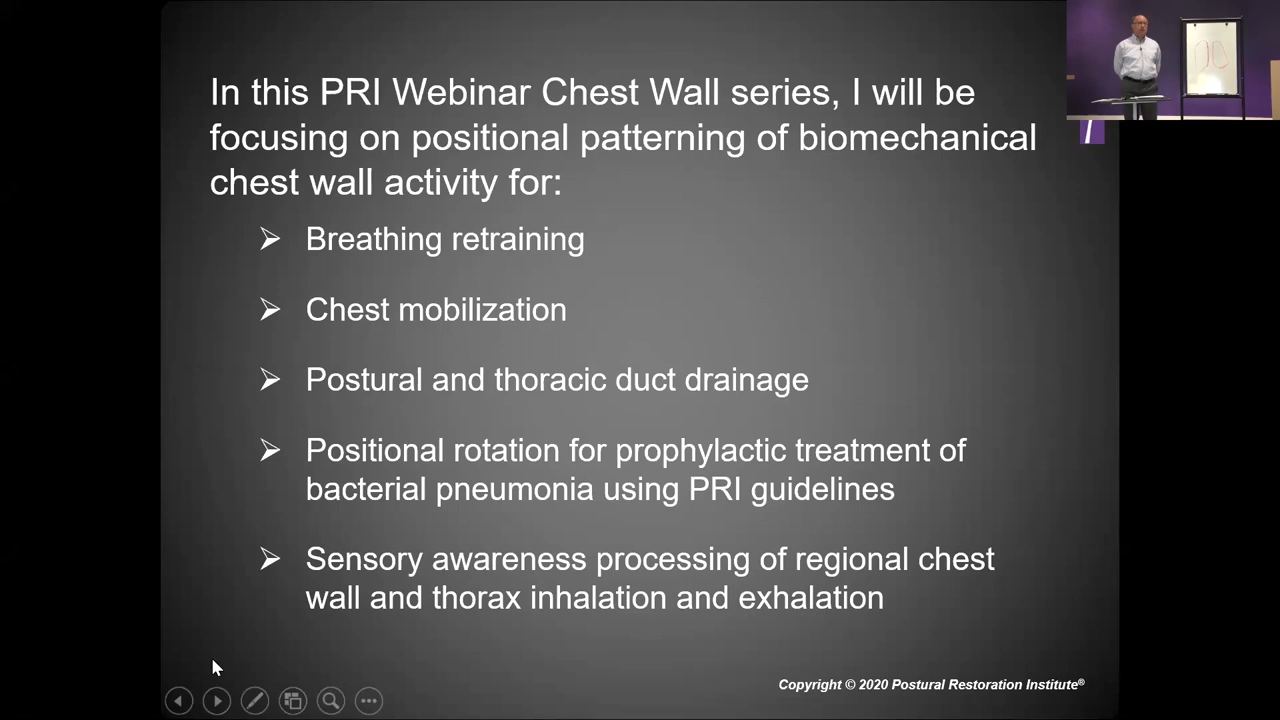 In this PRI Webinar Chest Wall series, I will be
focusing on positional patterning of biomechanical
chest wall activity for:
➢ Breathing retraining
➢ Chest mobilization
➢ Postural and thoracic duct drainage
➢ Positional rotation for prophylactic treatment of
bacterial pneumonia using PRI guidelines
➢ Sensory awareness processing of regional chest
wall and thorax inhalation and exhalation
Copyright © 2020 Postural Restoration Institute®